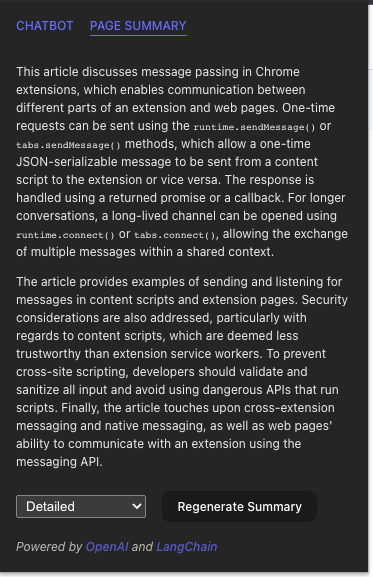 CHATBOT PAGE SUMMARY
This article discusses message passing in Chrome
extensions, which enables communication between
different parts of an extension and web pages. One-time
requests can be sent using the runtime.sendMessage() or
tabs.sendMessage() methods, which allow a one-time
JSON-serializable message to be sent from a content
script to the extension or vice versa. The response is
handled using a returned promise or a callback. For longer
conversations, a long-lived channel can be opened using
runtime.connect() or tabs.connect(), allowing the exchange
of multiple messages within a shared context.
The article provides examples of sending and listening for
messages in content scripts and extension pages. Security
considerations are also addressed, particularly with
regards to content scripts, which are deemed less
trustworthy than extension service workers. To prevent
cross-site scripting, developers should validate and
sanitize all input and avoid using dangerous APIs that run
scripts. Finally, the article touches upon cross-extension
messaging and native messaging, as well as web pages'
ability to communicate with an extension using the
messaging API.
Detailed Regenerate Summary
Powered by OpenAI and LangChain